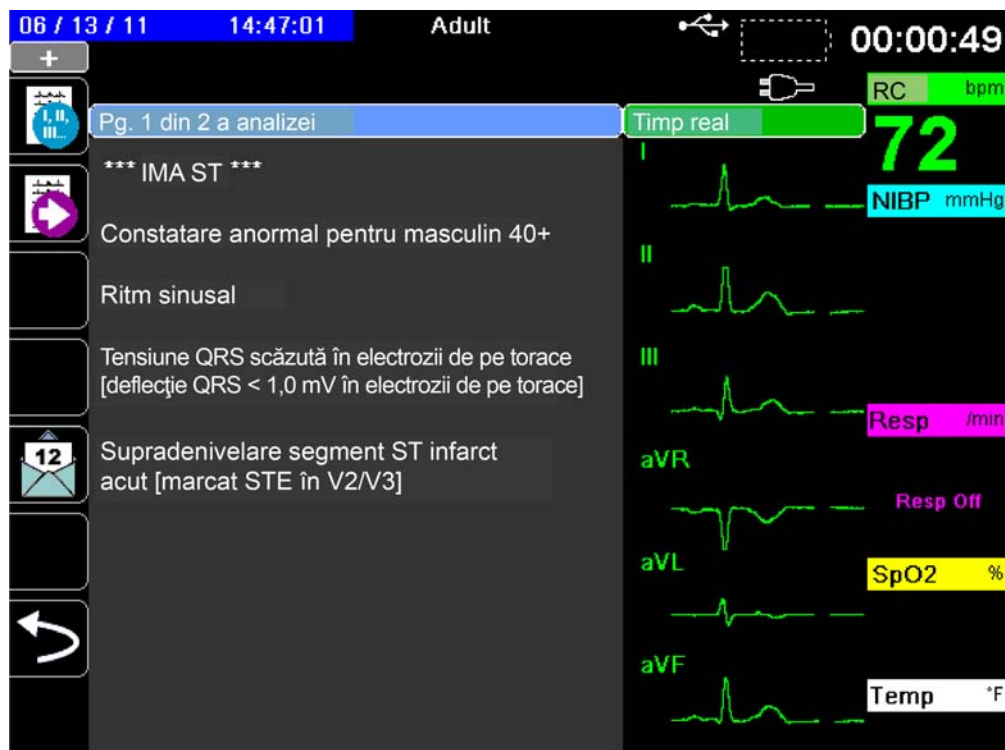 06 / 13 / 11 14:47:01 Adult 00:00:49
+
I, II, III...
Pg. 1 din 2 a analizei
*** IMA ST ***
Constatare anormal pentru masculin 40+
Ritm sinusal
Tensiune QRS scăzută în electrozii de pe torace
[deflecţie QRS < 1,0 mV în electrozii de pe torace]
Supradenivelare segment ST infarct
acut [marcat STE în V2/V3]
12
Timp real
I
II
III
aVR
aVL
aVF
RC bpm
72
NIBP mmHg
Resp /min
Resp Off
SpO2 %
Temp °F